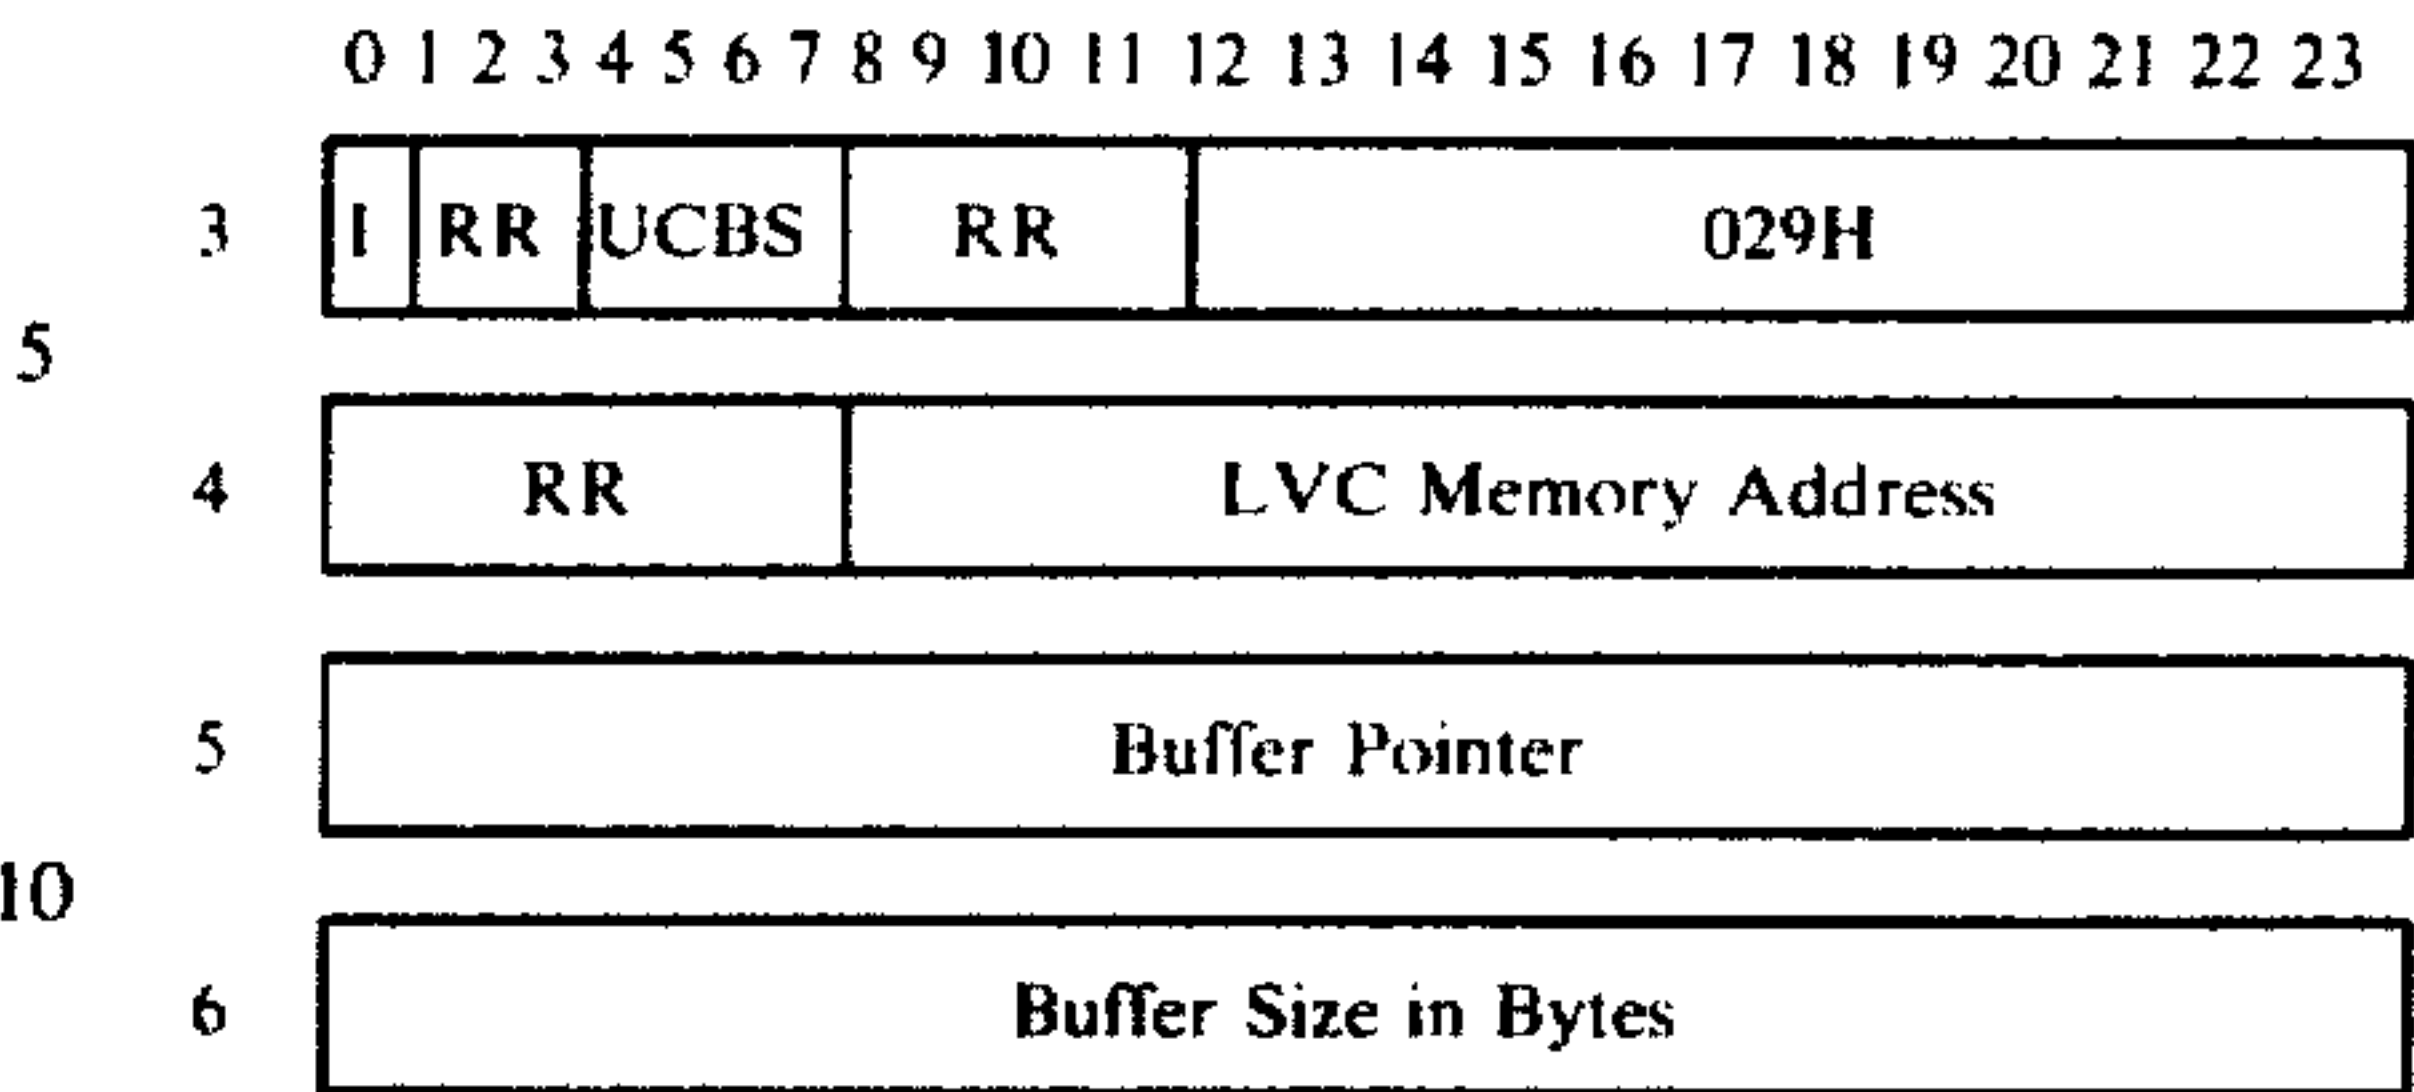 0 1 2 3 4 5 6 7 8 9 10 11 12 13 14 15 16 17 18 19 20 21 22 23
3 I RR UCBS RR 029H
5
4 RR LVC Memory Address
5 Buffer Pointer
10
6 Buffer Size in Bytes